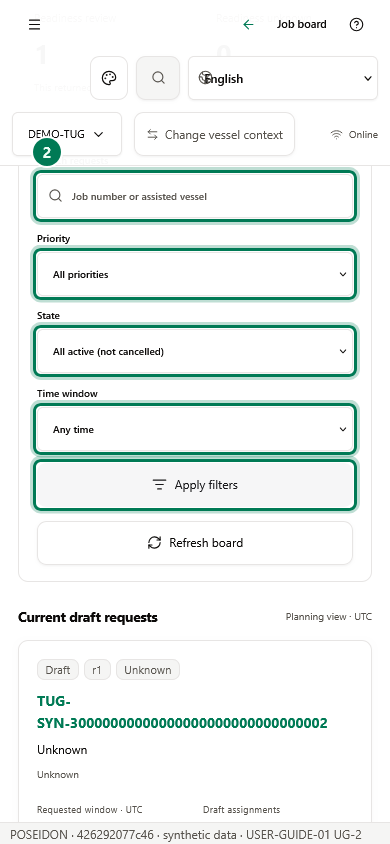 Job board
1
0
English
DEMO-TUG
Change vessel context
Online
2
Job number or assisted vessel
Priority
All priorities
State
All active (not cancelled)
Time window
Any time
Apply filters
Refresh board
Current draft requests
Planning view · UTC
Draft
r1
Unknown
TUG-
SYN-30000000000000000000000000000002
Unknown
Unknown
Requested window · UTC
Draft assignments
POSEIDON · 426292077c46 · synthetic data · USER-GUIDE-01 UG-2